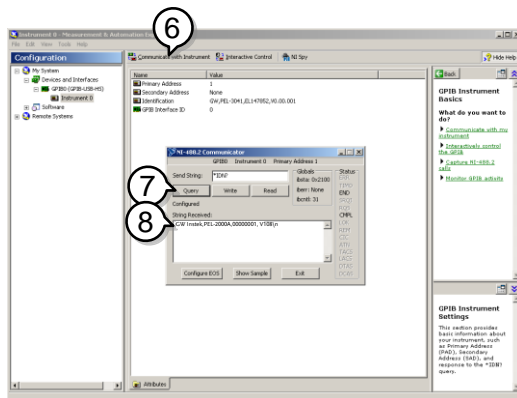 6
Instrument 0 - Measurement & Automation Exp
File Edit View Tools Help
Configuration
Communicate with Instrument Interactive Control NI Spy
Hide Help
My System
Devices and Interfaces
GPIB0 (GPIB-USB-HS)
Instrument 0
Software
Remote Systems
Name Value
Primary Address 1
Secondary Address None
Identification GW,PEL-3041,EL147852,V0.00.001
GPIB Interface ID 0
Back
GPIB Instrument
Basics
What do you want to
do?
Communicate with my
instrument
Interactively control
the GPIB
Capture NI-488.2
calls
Monitor GPIB activity
NI-488.2 Communicator
GPIB0 Instrument 0 Primary Address 1
Send String: *IDN?
7
Query Write Read
Configured
8
String Received:
GW Instek,PEL-2000A,00000001,
Configure EOS Show Sample Exit
Globals
ibsta: 0x2100
iberr: None
ibcntl: 31
Status
ERR
TIMO
END
SRQI
RQS
CMPL
LOK
REM
CIC
ATN
TACS
LACS
DTAS
DCAS
GPIB Instrument
Settings
This section provides
basic information about
your instrument, such
as Primary Address
(PAD), Secondary
Address (SAD), and
response to the *IDN?
query.
Attributes